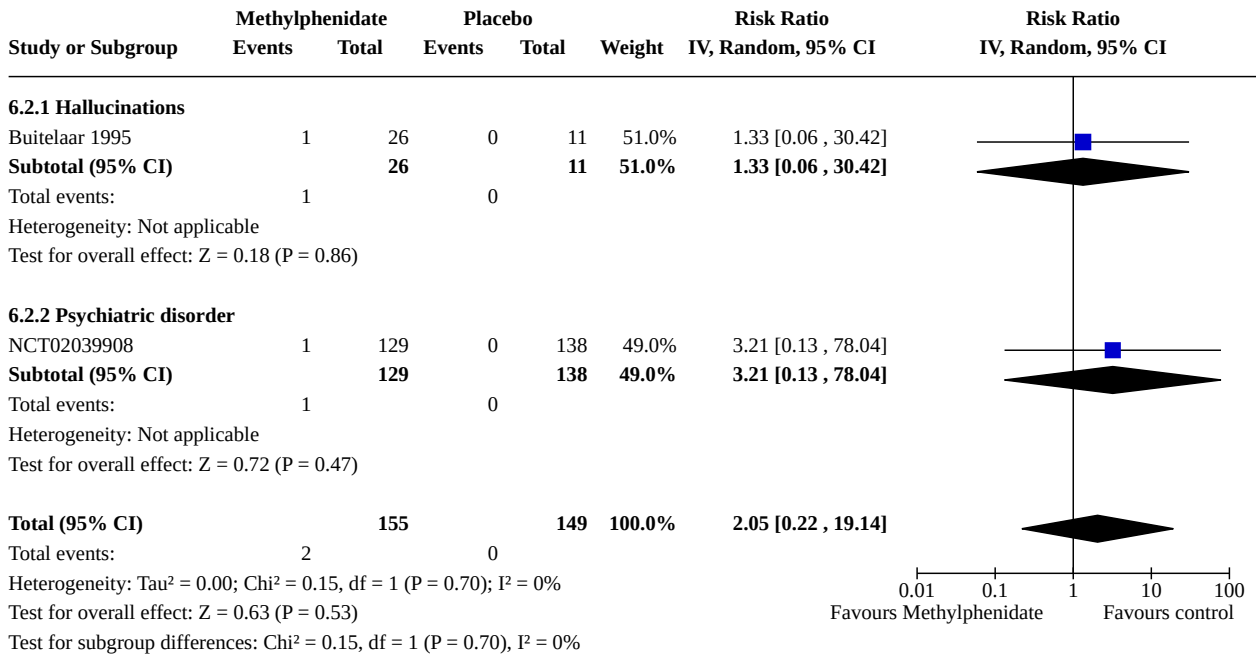 Methylphenidate Placebo Risk Ratio Risk Ratio
Study or Subgroup Events Total Events Total Weight IV, Random, 95% CI IV, Random, 95% CI
6.2.1 Hallucinations
Buitelaar 1995 1 26 0 11 51.0% 1.33 [0.06 , 30.42]
Subtotal (95% CI) 26 11 51.0% 1.33 [0.06 , 30.42]
Total events: 1 0
Heterogeneity: Not applicable
Test for overall effect: Z = 0.18 (P = 0.86)
6.2.2 Psychiatric disorder
NCT02039908 1 129 0 138 49.0% 3.21 [0.13 , 78.04]
Subtotal (95% CI) 129 138 49.0% 3.21 [0.13 , 78.04]
Total events: 1 0
Heterogeneity: Not applicable
Test for overall effect: Z = 0.72 (P = 0.47)
Total (95% CI) 155 149 100.0% 2.05 [0.22 , 19.14]
Total events: 2 0
Heterogeneity: Tau² = 0.00; Chi² = 0.15, df = 1 (P = 0.70); I² = 0%
0.01 0.1 1 10 100
Test for overall effect: Z = 0.63 (P = 0.53) Favours Methylphenidate Favours control
Test for subgroup differences: Chi² = 0.15, df = 1 (P = 0.70), I² = 0%